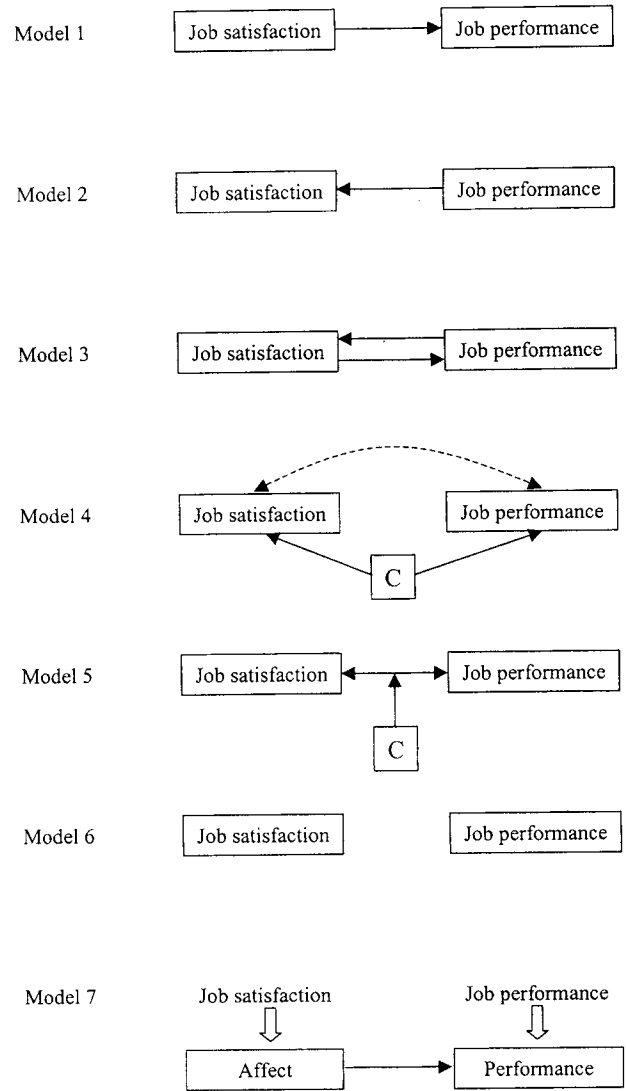 Model 1 Job satisfaction Job performance
Model 2 Job satisfaction Job performance
Model 3 Job satisfaction Job performance
Model 4 Job satisfaction Job performance
C
Model 5 Job satisfaction Job performance
C
Model 6 Job satisfaction Job performance
Model 7 Job satisfaction Job performance
Affect Performance